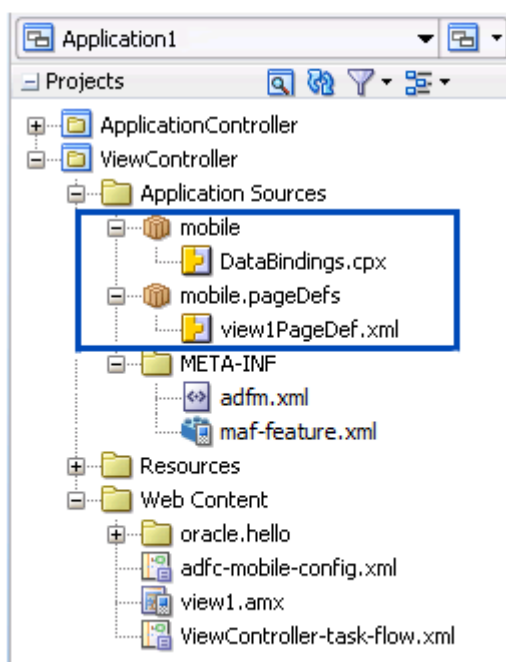 Application1
Projects
ApplicationController
ViewController
Application Sources
mobile
DataBindings.cpx
mobile.pageDefs
view1PageDef.xml
META-INF
adfm.xml
maf-feature.xml
Resources
Web Content
oracle.hello
adfc-mobile-config.xml
view1.amx
ViewController-task-flow.xml